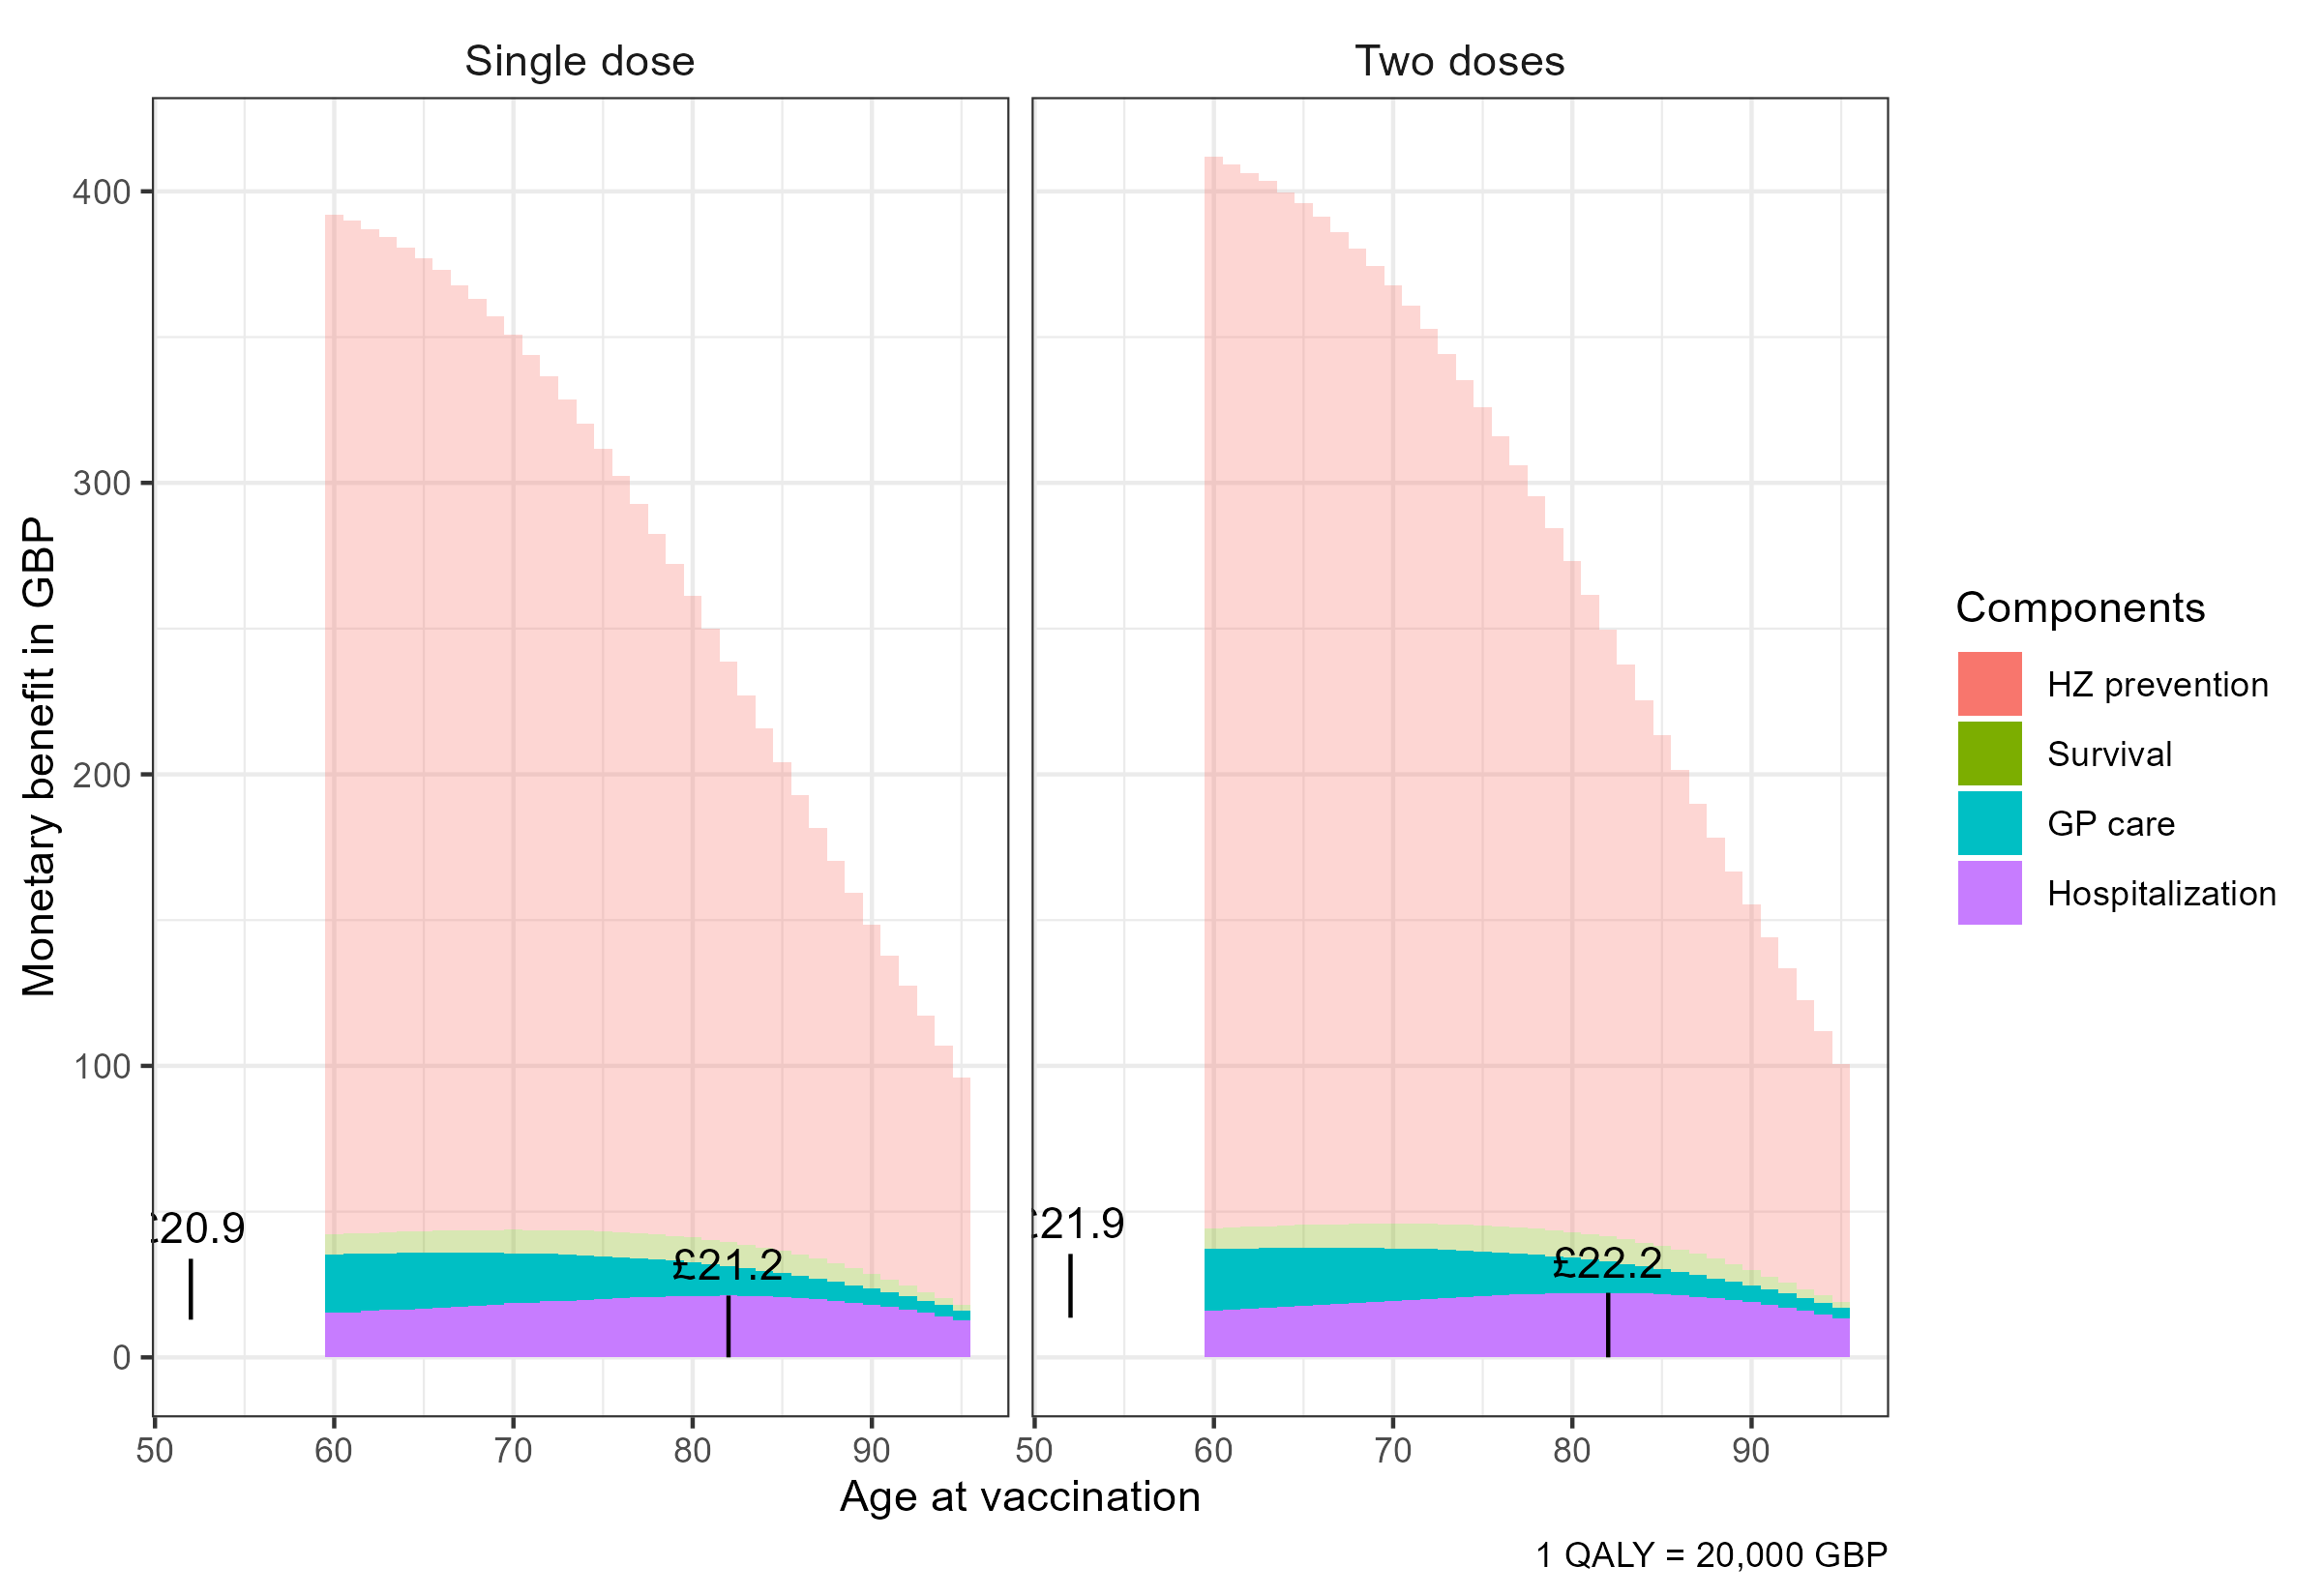 Single dose
Two doses
Monetary benefit in GBP
400
300
200
100
0
£20.9
£21.2
£21.9
£22.2
50 60 70 80 90
50 60 70 80 90
Age at vaccination
1 QALY = 20,000 GBP
Components
HZ prevention
Survival
GP care
Hospitalization